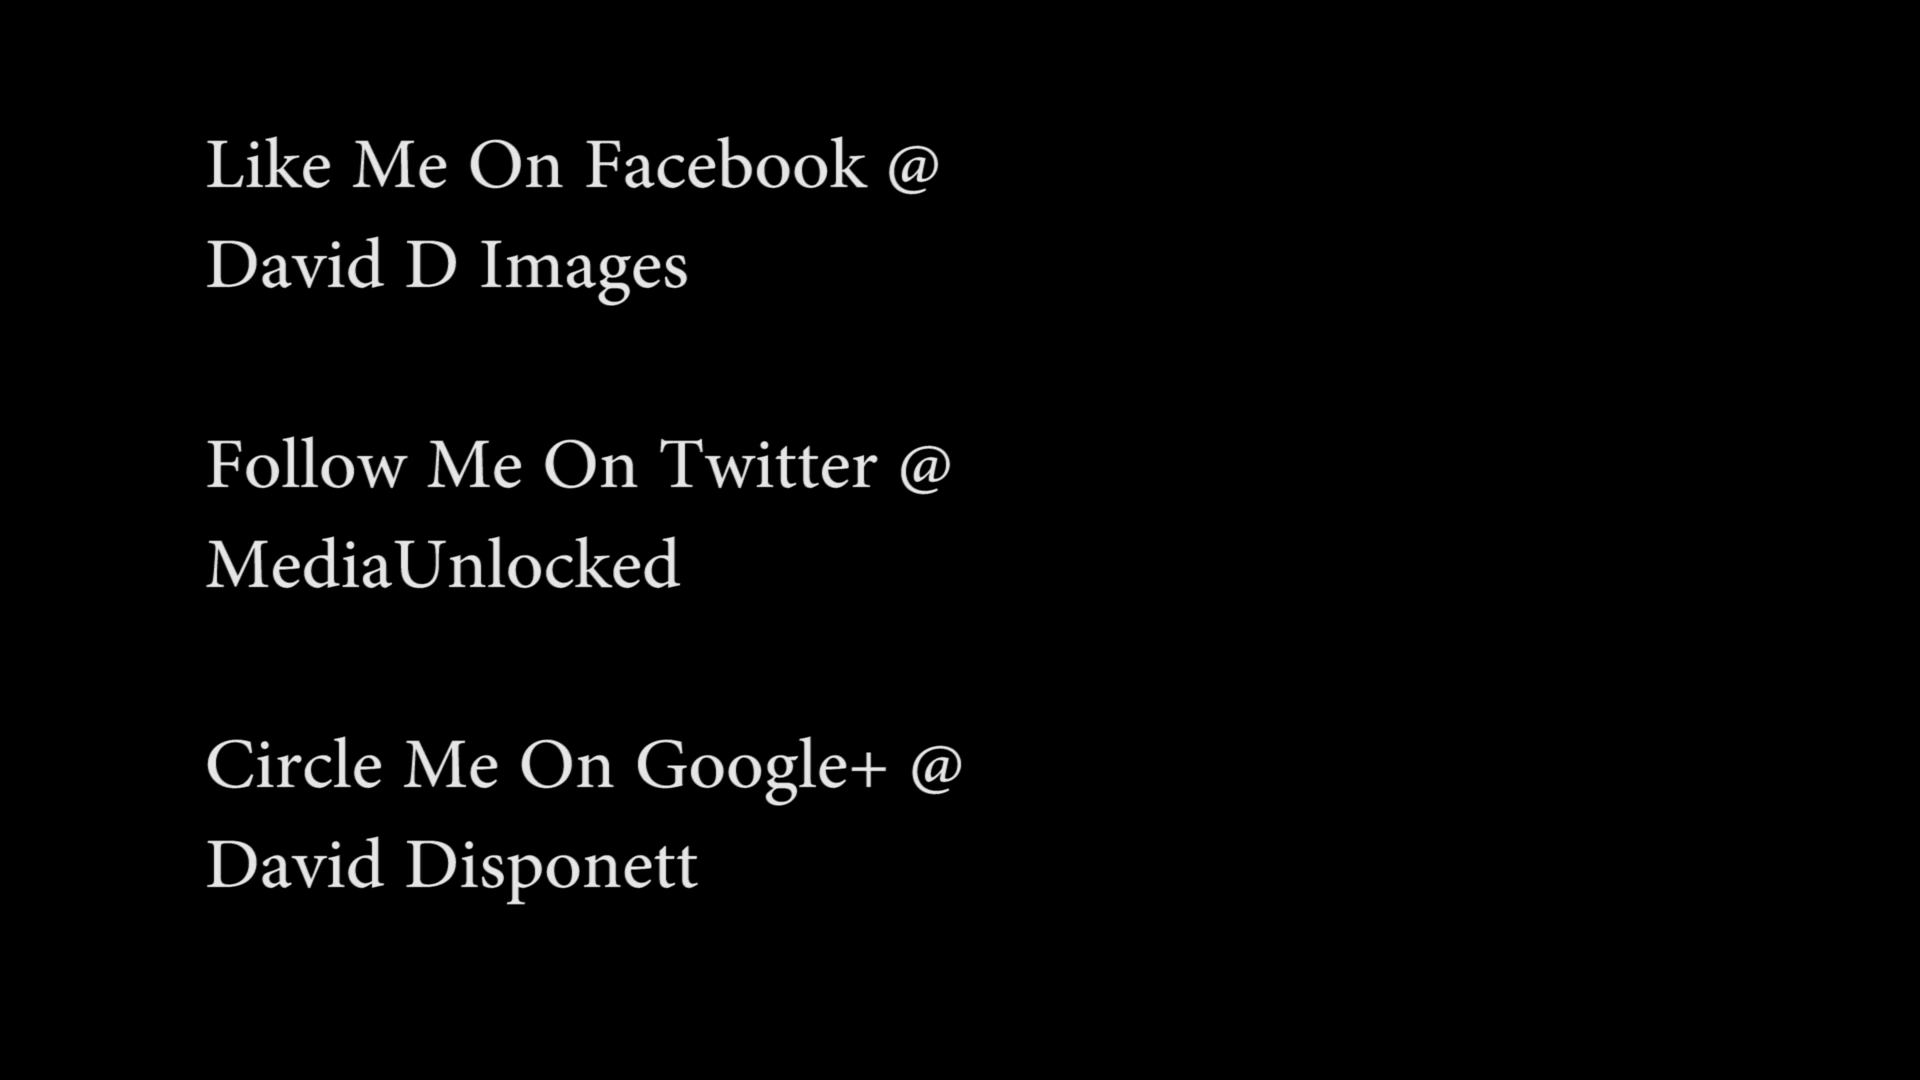 Like Me On Facebook @
David D Images
Follow Me On Twitter @
MediaUnlocked
Circle Me On Google+ @
David Disponett